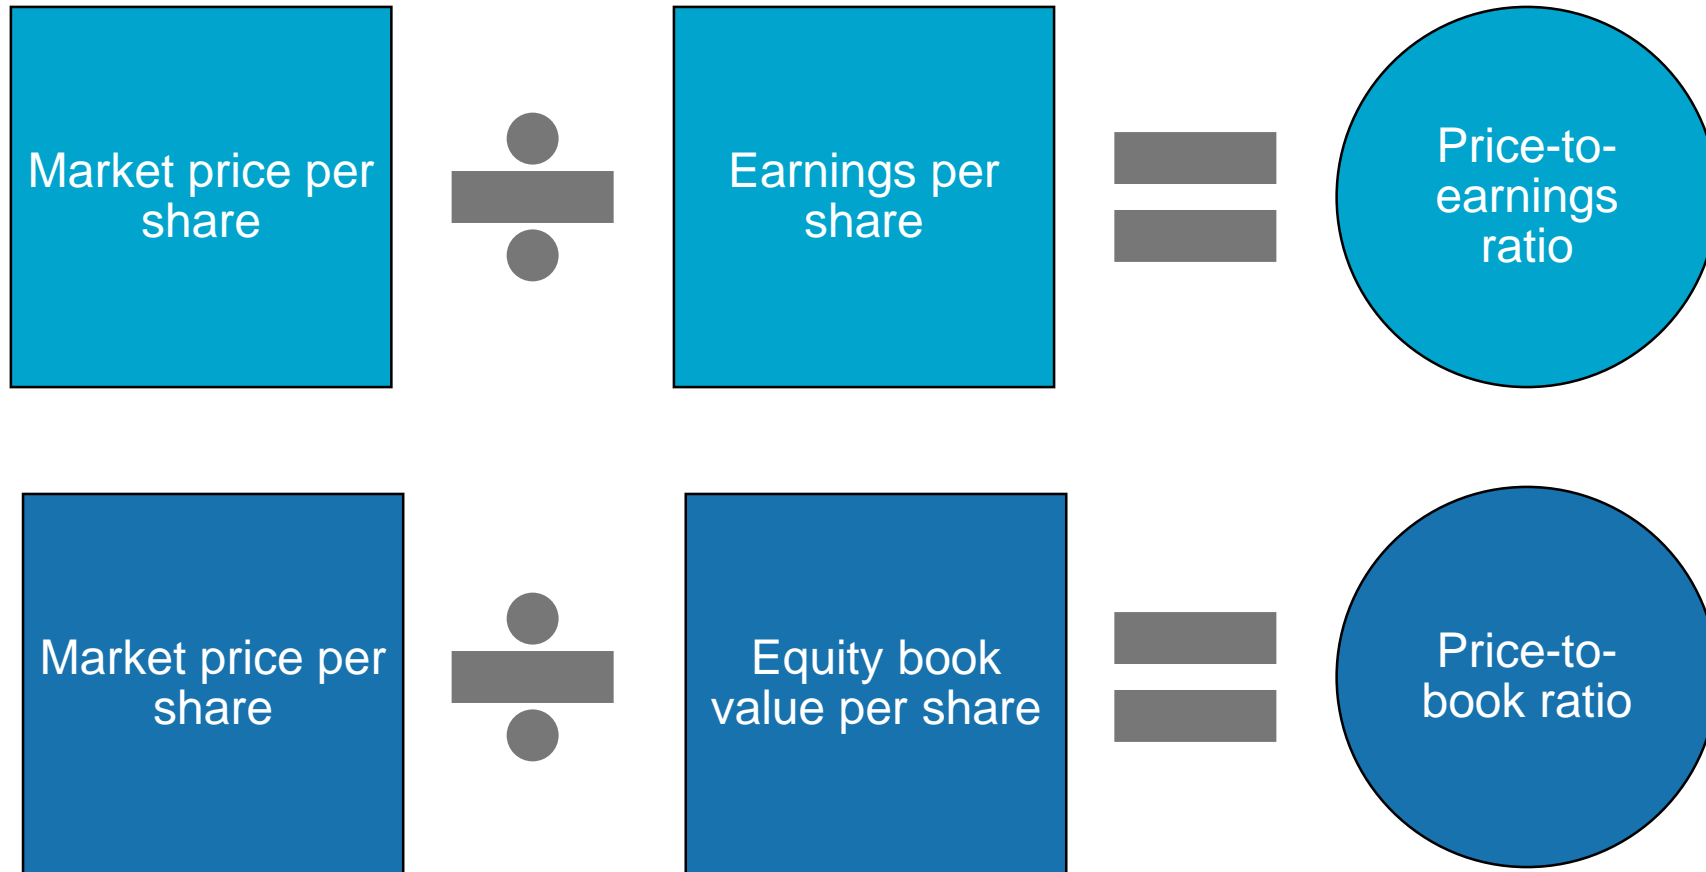 Market price per
share
Earnings per
share
Price-to-
earnings
ratio
Market price per
share
Equity book
value per share
Price-to-
book ratio